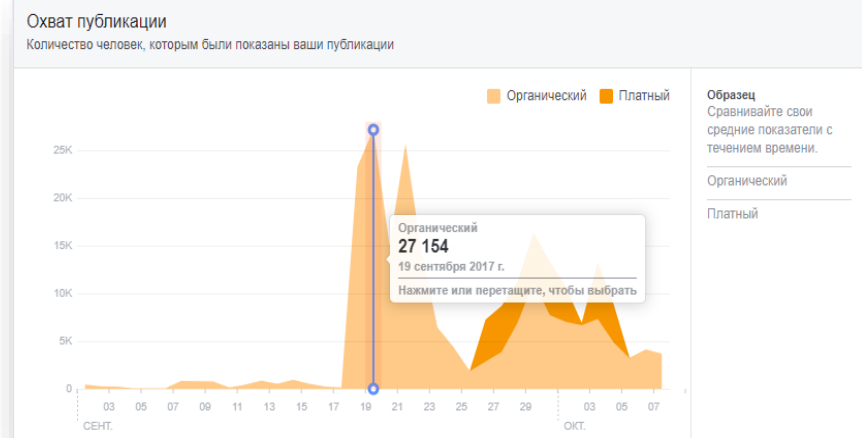 Охват публикации
Количество человек, которым были показаны ваши публикации
Органический Платный
25K
20K
15K
10K
5K
0
Органический
27 154
19 сентября 2017 г.
Нажмите или перетащите, чтобы выбрать
03 05 07 09 11 13 15 17 19 21 23 25 27 29 03 05 07
СЕНТ. ОКТ.
Образец
Сравнивайте свои
средние показатели с
течением времени.
Органический
Платный